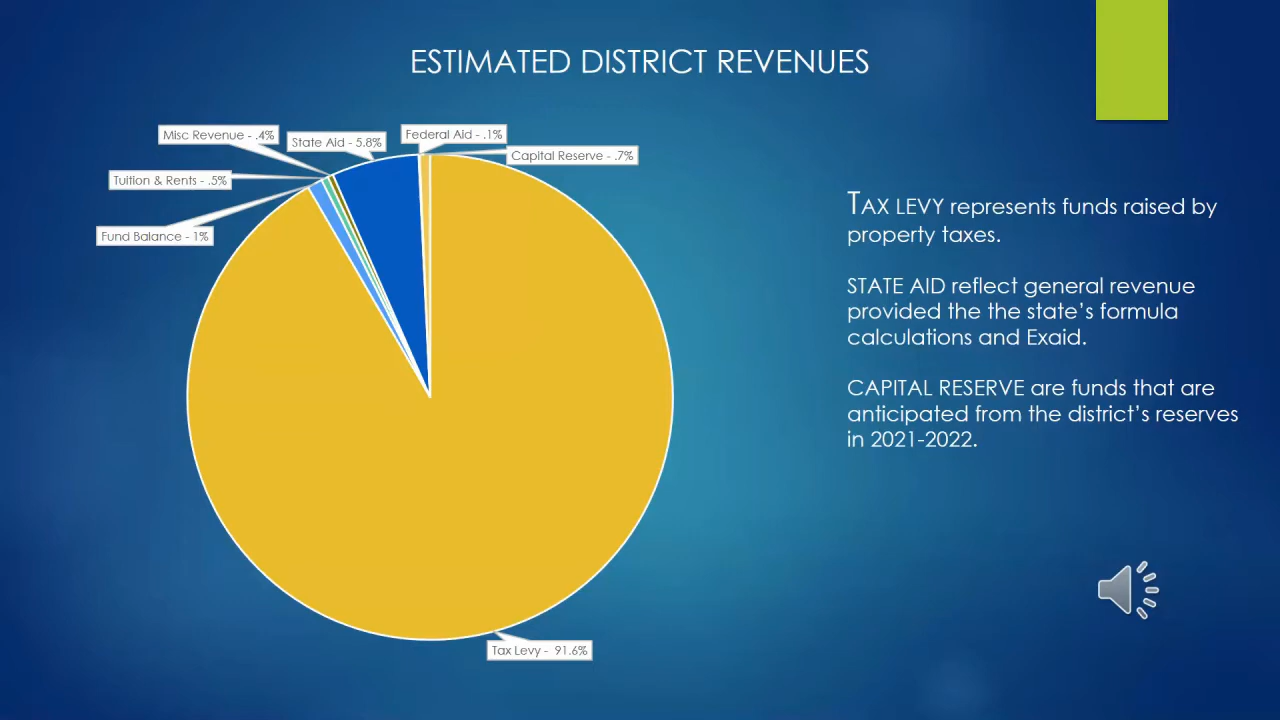 ESTIMATED DISTRICT REVENUES
Misc Revenue - .4%
State Aid - 5.8%
Federal Aid - .1%
Capital Reserve - .7%
Tuition & Rents - .5%
Fund Balance - 1%
Tax Levy -  91.6%
TAX LEVY represents funds raised by
property taxes.
STATE AID reflect general revenue
provided the the state’s formula
calculations and Exaid.
CAPITAL RESERVE are funds that are
anticipated from the district’s reserves
in 2021-2022.